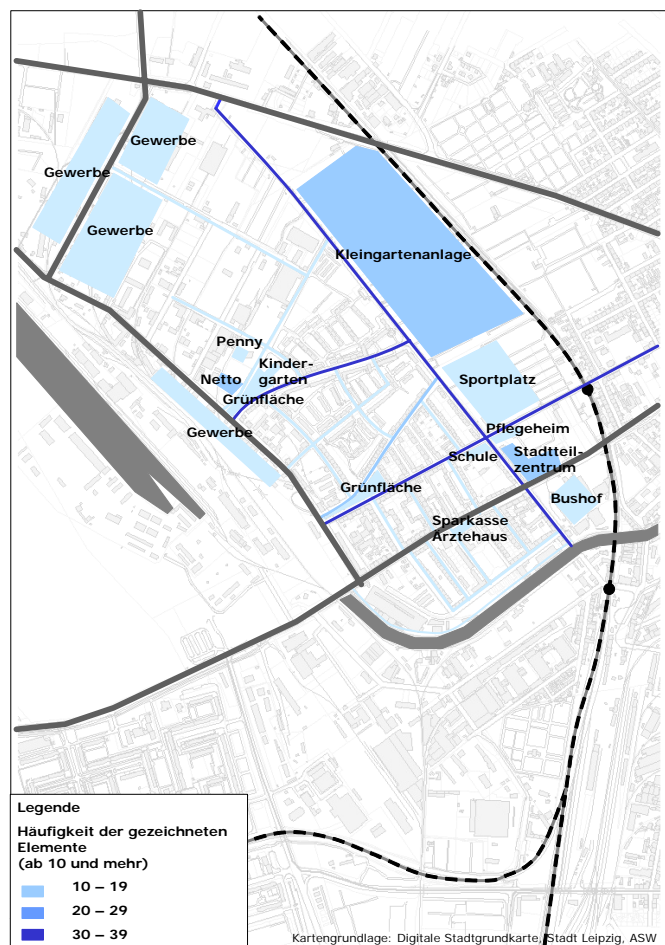 Gewerbe
Gewerbe
Gewerbe
Kleingartenanlage
Penny
Kinder-
garten
Netto
Grünfläche
Sportplatz
Gewerbe
Pflegeheim
Schule
Stadtteil-
zentrum
Grünfläche
Bushof
Sparkasse
Ärztehaus
Legende
Häufigkeit der gezeichneten
Elemente
(ab 10 und mehr)
10 – 19
20 – 29
30 – 39
Kartengrundlage: Digitale Stadtgrundkarte, Stadt Leipzig, ASW